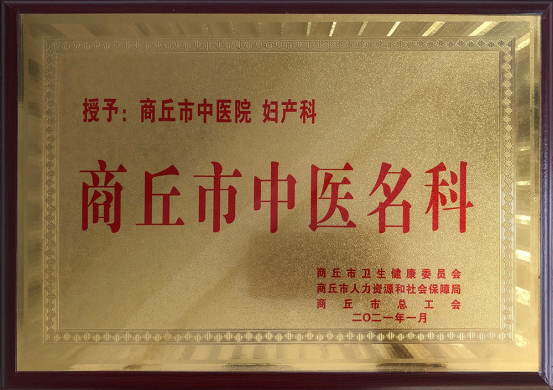 授予：商丘市中医院 妇产科
商丘市中医名科
商丘市卫生健康委员会
商丘市人力资源和社会保障局
商丘市总工会
二〇二一年一月